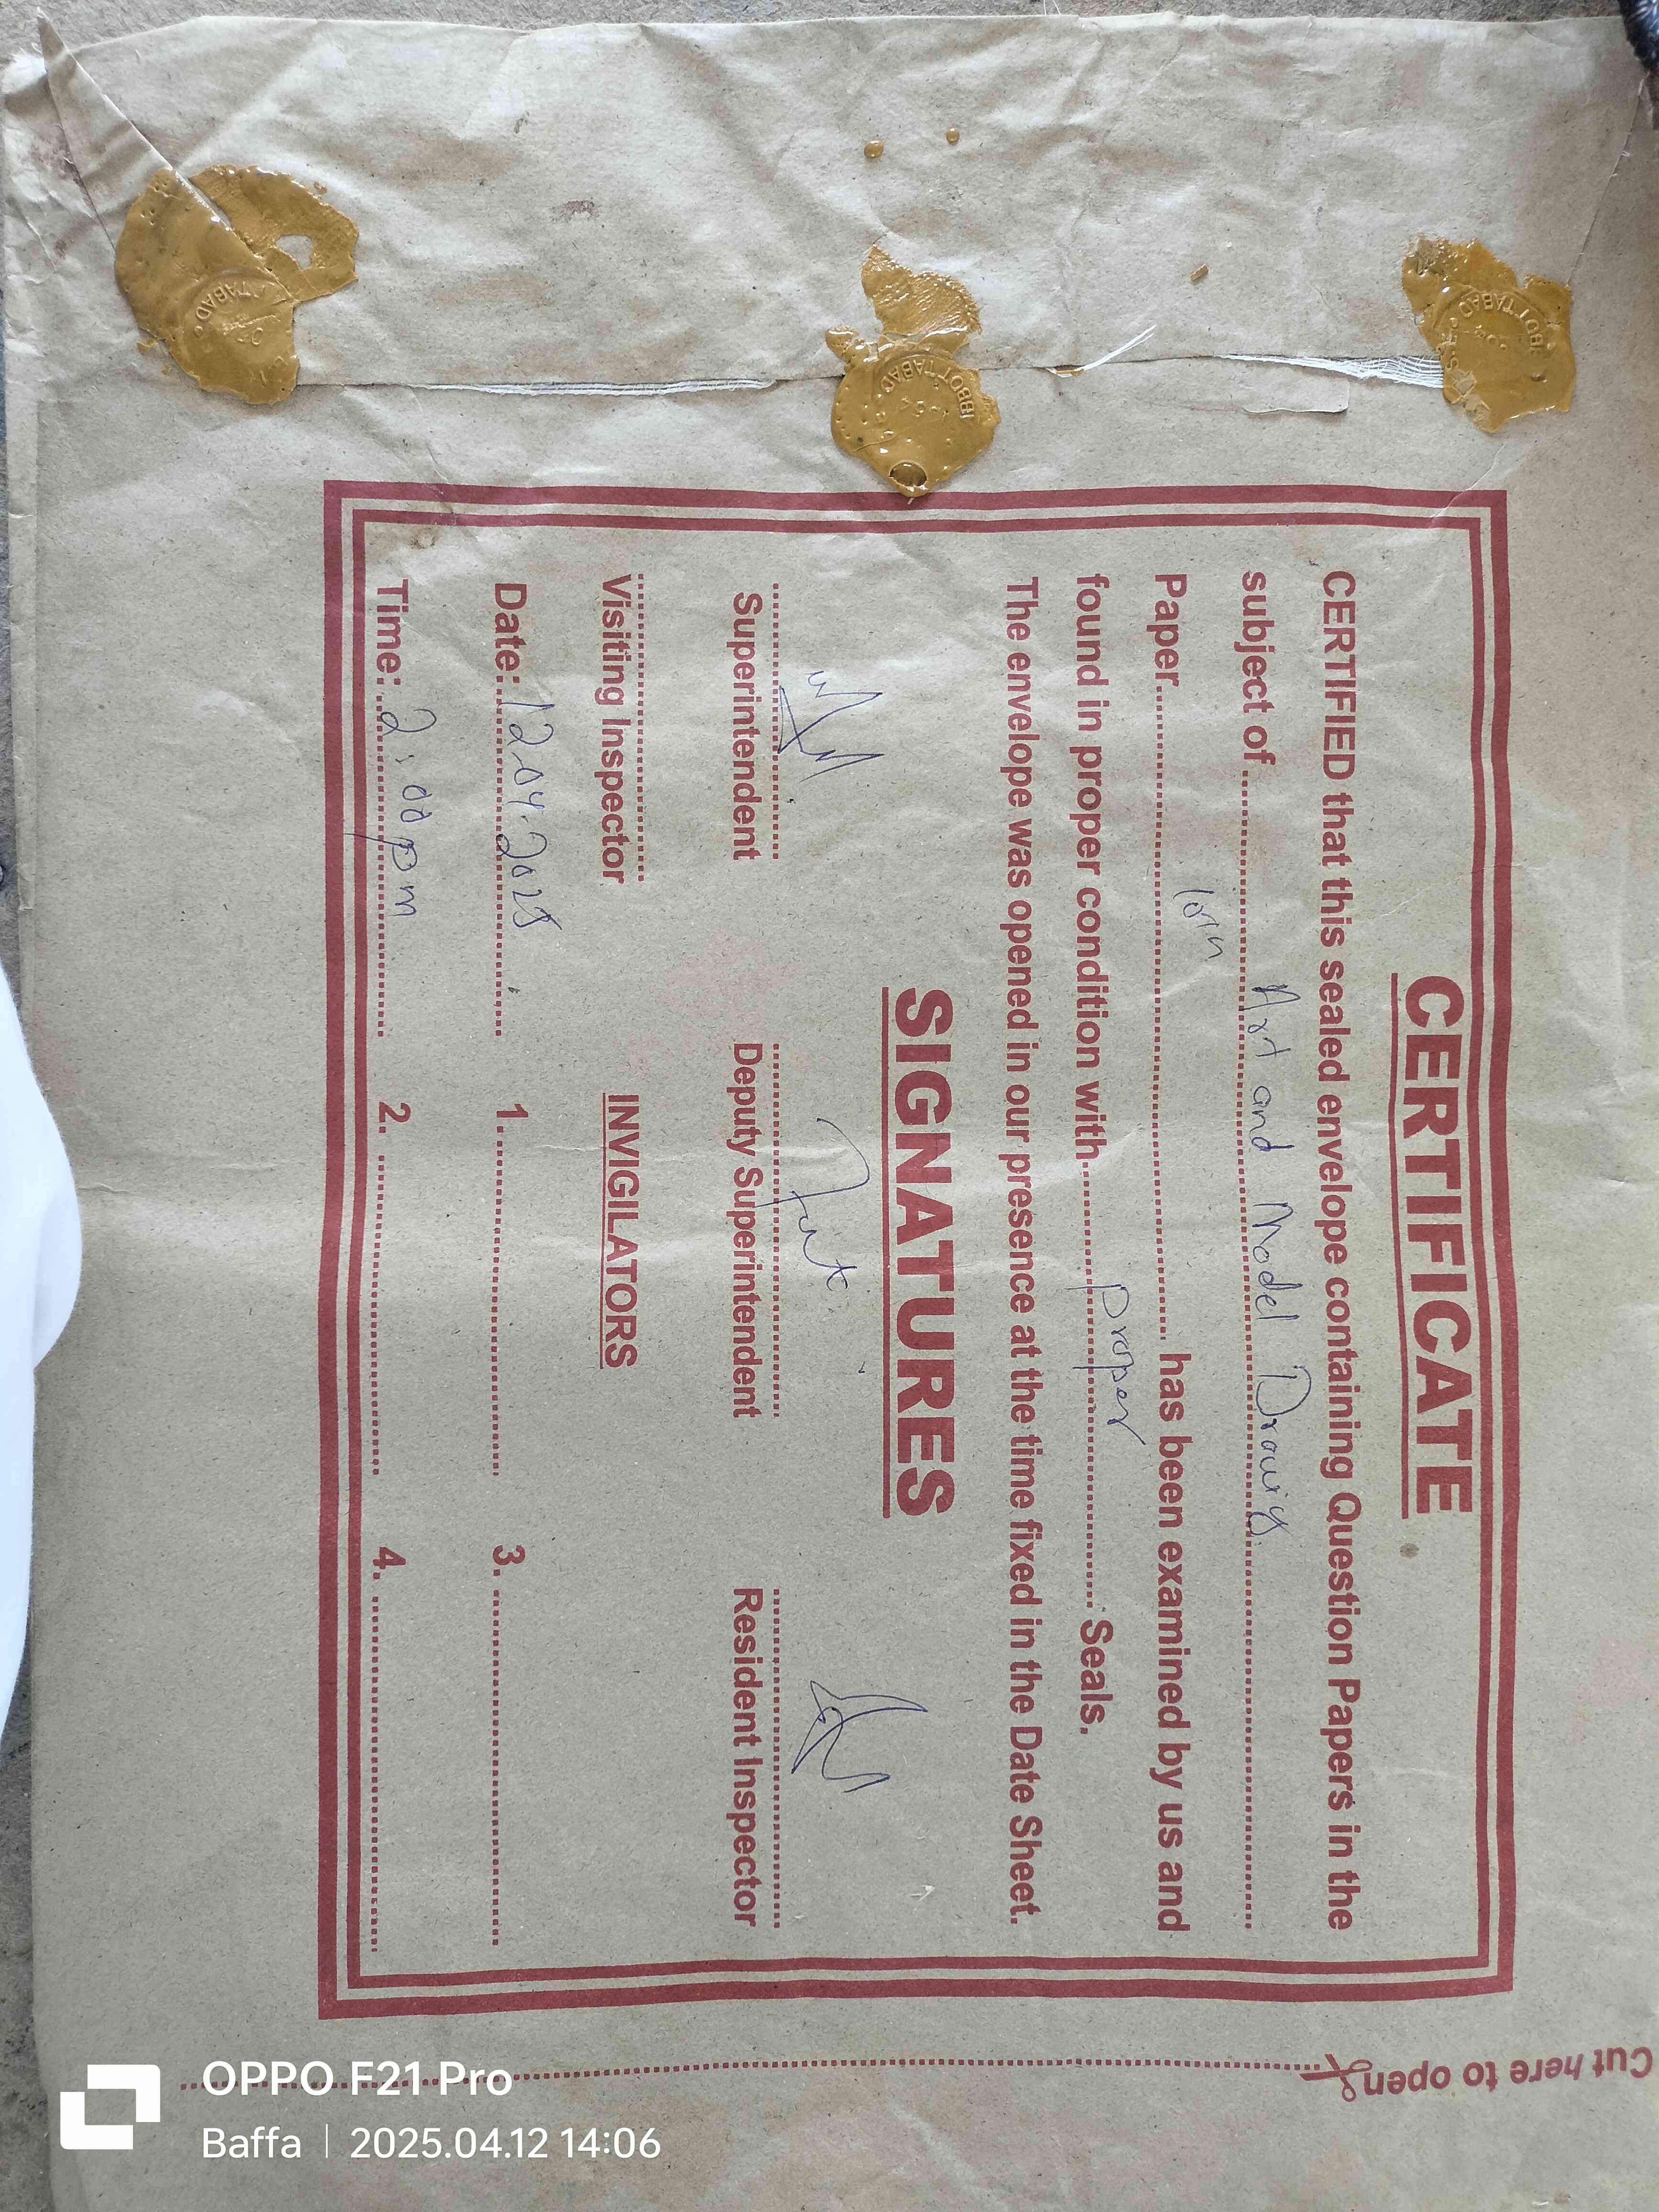 CERTIFICATE
CERTIFIED that this sealed envelope containing Question Papers in the
subject of Art and Model Drawing
Paper 10th has been examined by us and
found in proper condition with proper Seals.
The envelope was opened in our presence at the time fixed in the Date Sheet.
SIGNATURES
Superintendent Deputy Superintendent Resident Inspector
Visiting Inspector INVIGILATORS
Date: 12.04.2025 1. 3.
Time: 2:00 pm 2. 4.
Cut here to open
TABAD
BBOTTABAD
BBOTTABAD
OPPO F21 Pro
Baffa | 2025.04.12 14:06